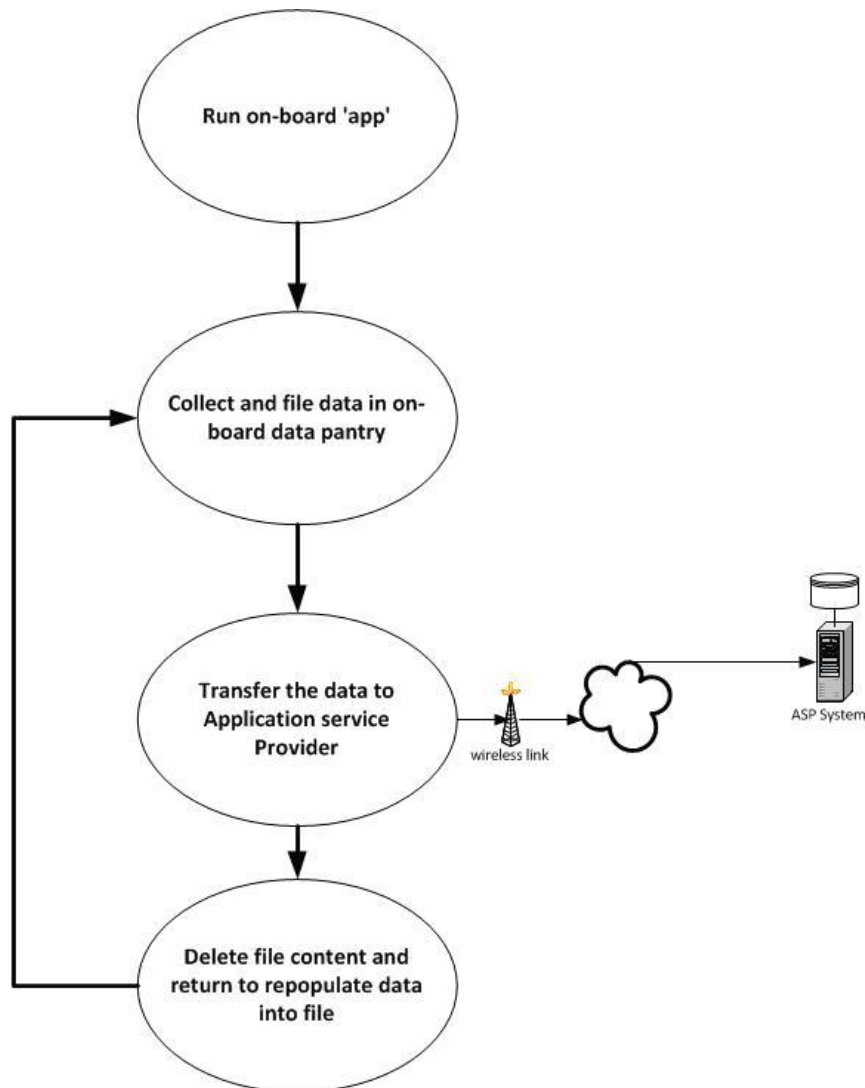 Run on-board 'app'
Collect and file data in on-
board data pantry
Transfer the data to
Application service
Provider
wireless link
ASP System
Delete file content and
return to repopulate data
into file